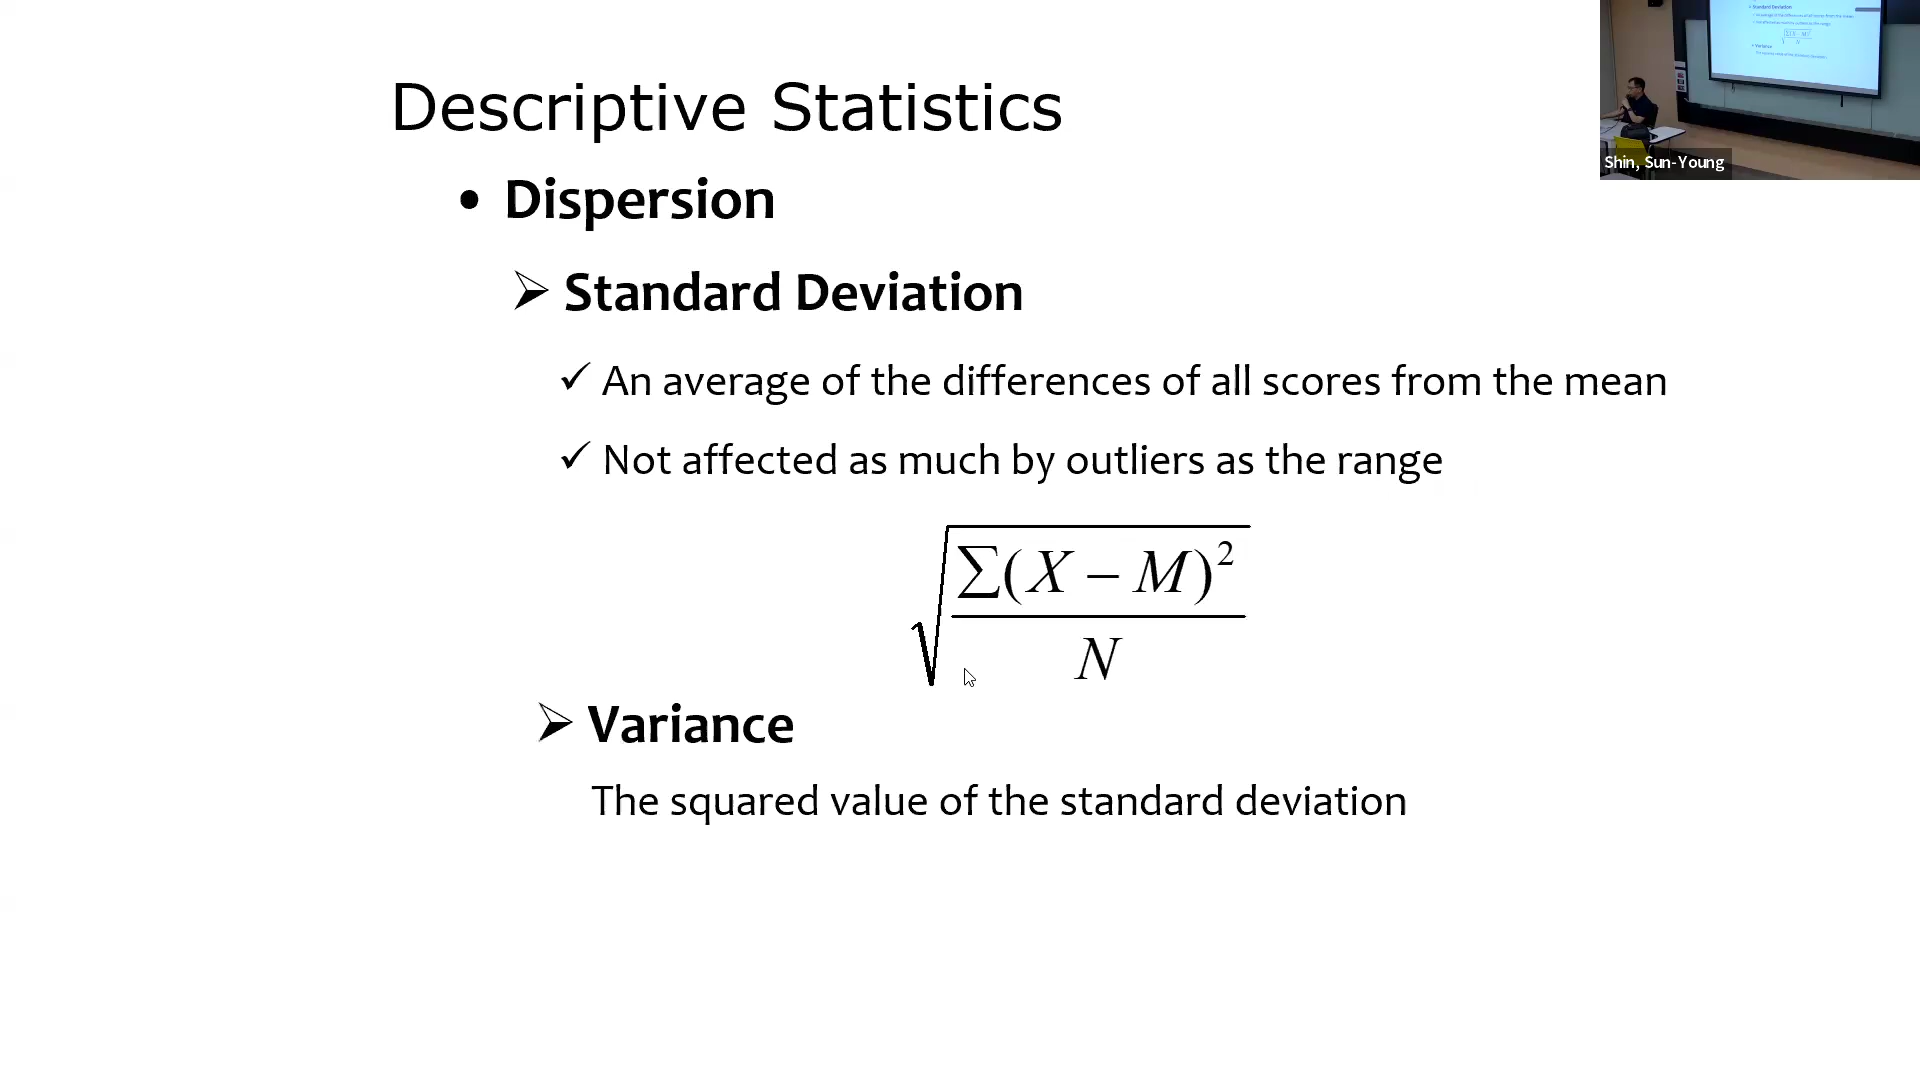 Descriptive Statistics
• Dispersion
➢ Standard Deviation
✓ An average of the differences of all scores from the mean
✓ Not affected as much by outliers as the range
√(∑(X – M)² / N)
➢ Variance
The squared value of the standard deviation
Shin, Sun-Young